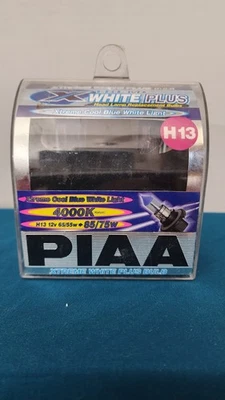 X WHITE PLUS
Head Lamp Replacement Bulbs
Xtreme Cool Blue White Light
H13
Xtreme Cool Blue White Light
4000K
H13 12v 65/55w 85/75W
PIAA
XTREME WHITE PLUS BULB